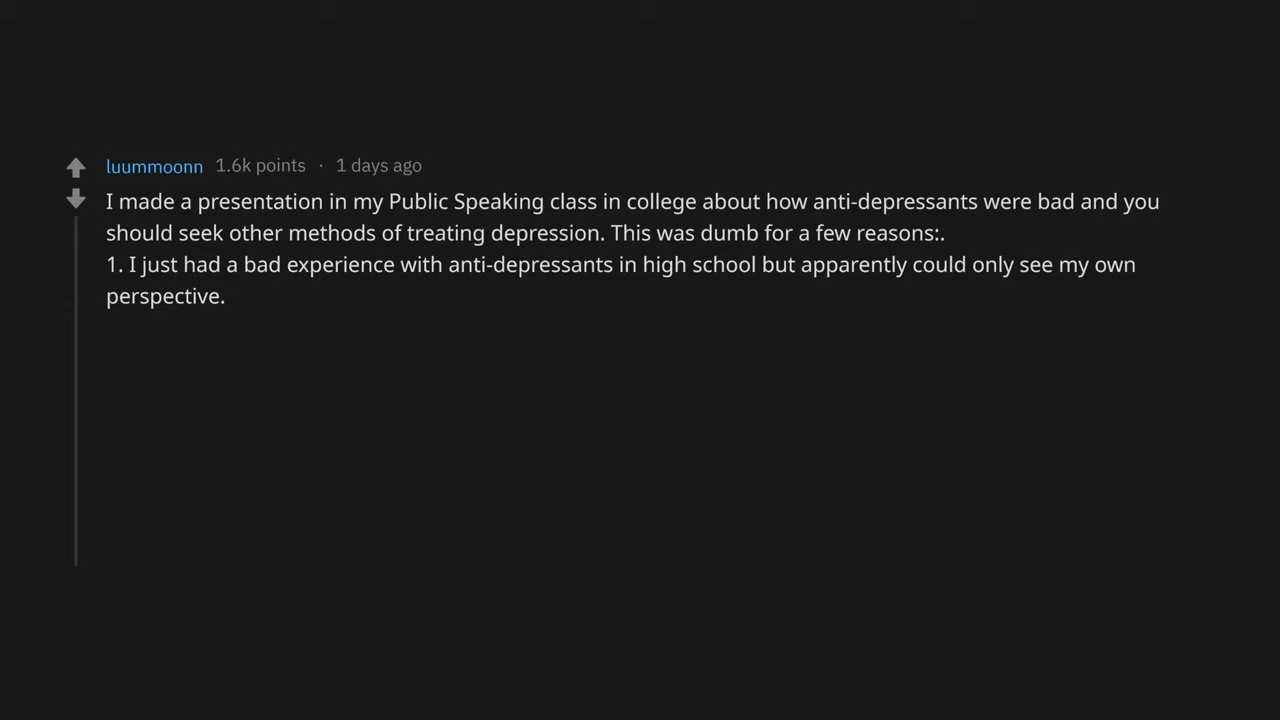 luummoonn 1.6k points · 1 days ago
I made a presentation in my Public Speaking class in college about how anti-depressants were bad and you
should seek other methods of treating depression. This was dumb for a few reasons:.
1. I just had a bad experience with anti-depressants in high school but apparently could only see my own
perspective.